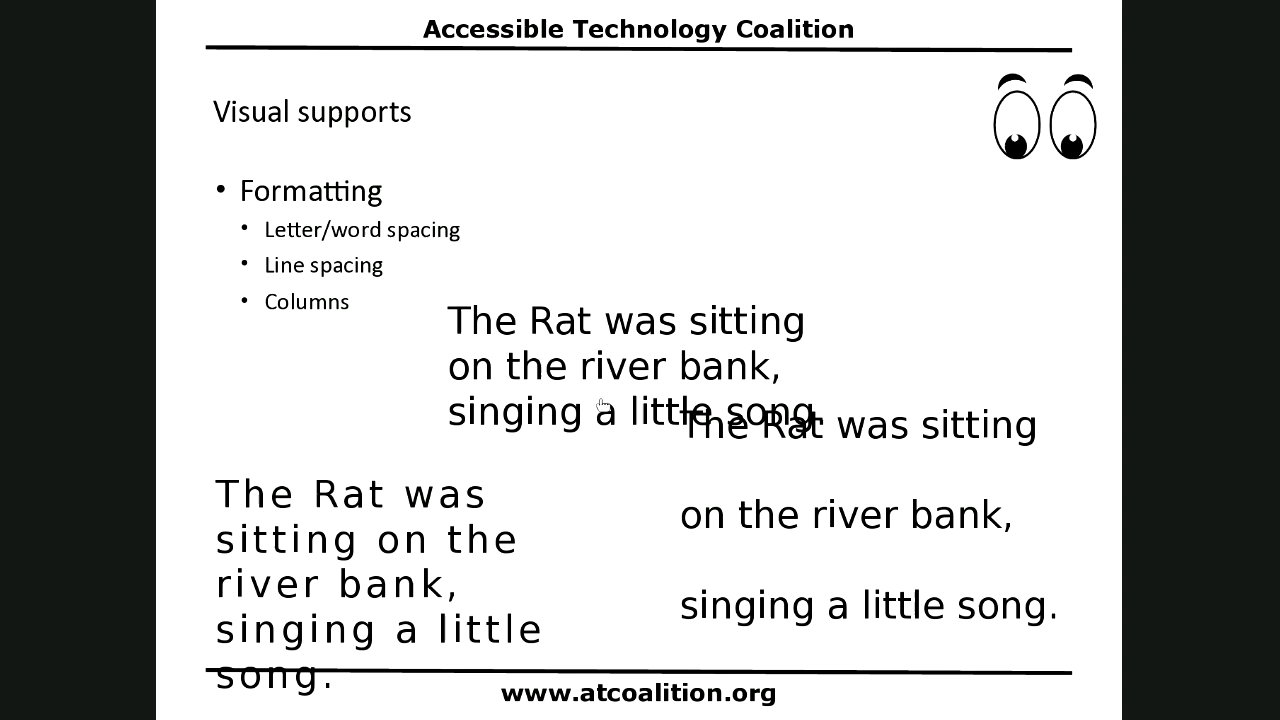 Accessible Technology Coalition
Visual supports
• Formatting
• Letter/word spacing
• Line spacing
• Columns
The Rat was sitting
on the river bank,
singing a little song.
The Rat was sitting
on the river bank,
singing a little song.
The Rat was
sitting on the
river bank,
singing a little
song.
www.atcoalition.org